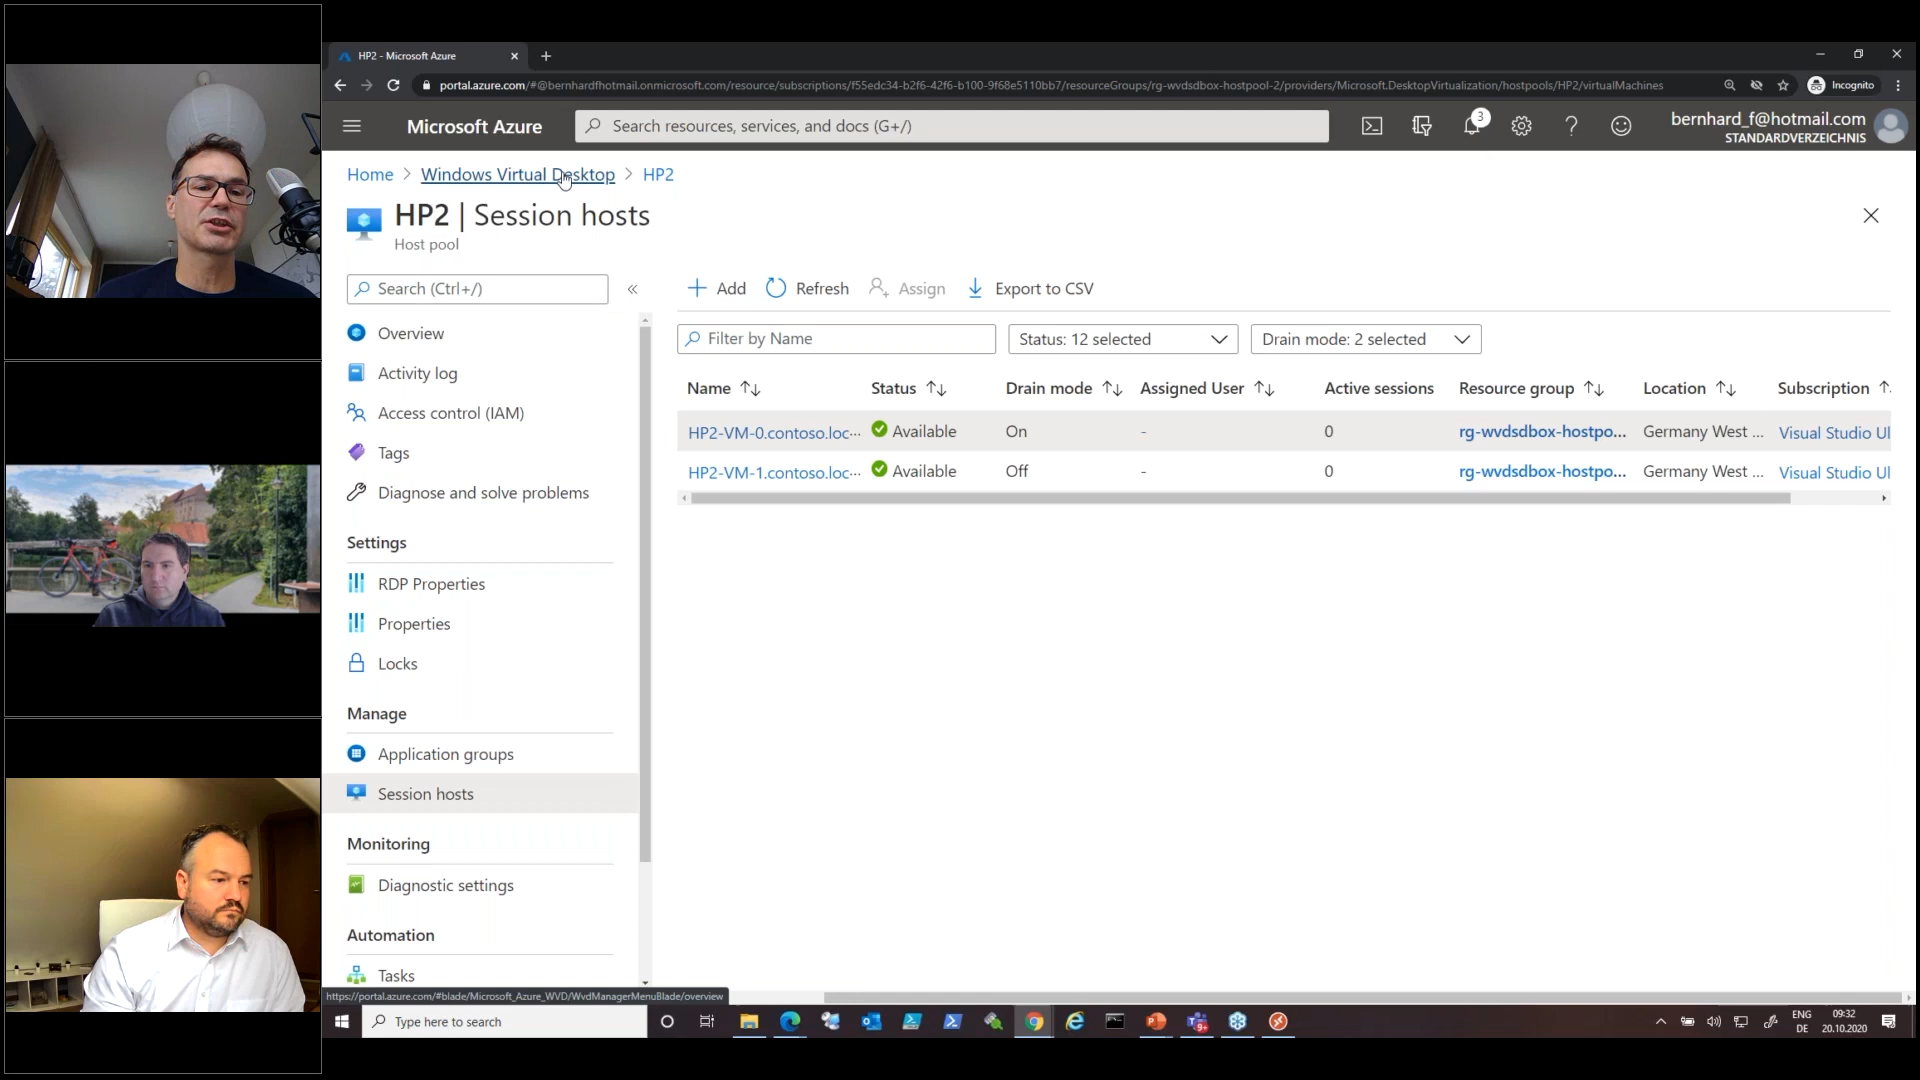 HP2 - Microsoft Azure
portal.azure.com/#@bernhardfhotmail.onmicrosoft.com/resource/subscriptions/f55edc34-b2f6-42f6-b100-9f68e5110bb7/resourceGroups/rg-wvdsdbox-hostpool-2/providers/Microsoft.DesktopVirtualization/hostpools/HP2/virtualMachines
Incognito
Microsoft Azure
Search resources, services, and docs (G+/)
3
bernhard_f@hotmail.com
STANDARDVERZEICHNIS
Home > Windows Virtual Desktop > HP2
HP2 | Session hosts
Host pool
Search (Ctrl+/)
«
Add
Refresh
Assign
Export to CSV
Overview
Activity log
Access control (IAM)
Tags
Diagnose and solve problems
Settings
RDP Properties
Properties
Locks
Manage
Application groups
Session hosts
Monitoring
Diagnostic settings
Automation
Tasks
Filter by Name
Status: 12 selected
Drain mode: 2 selected
Name Status Drain mode Assigned User Active sessions Resource group Location Subscription
HP2-VM-0.contoso.loc... Available On - 0 rg-wvdsdbox-hostpo... Germany West ... Visual Studio Ul
HP2-VM-1.contoso.loc... Available Off - 0 rg-wvdsdbox-hostpo... Germany West ... Visual Studio Ul
https://portal.azure.com/#blade/Microsoft_Azure_WVD/WvdManagerMenuBlade/overview
Type here to search
9+
ENG
DE
09:32
20.10.2020